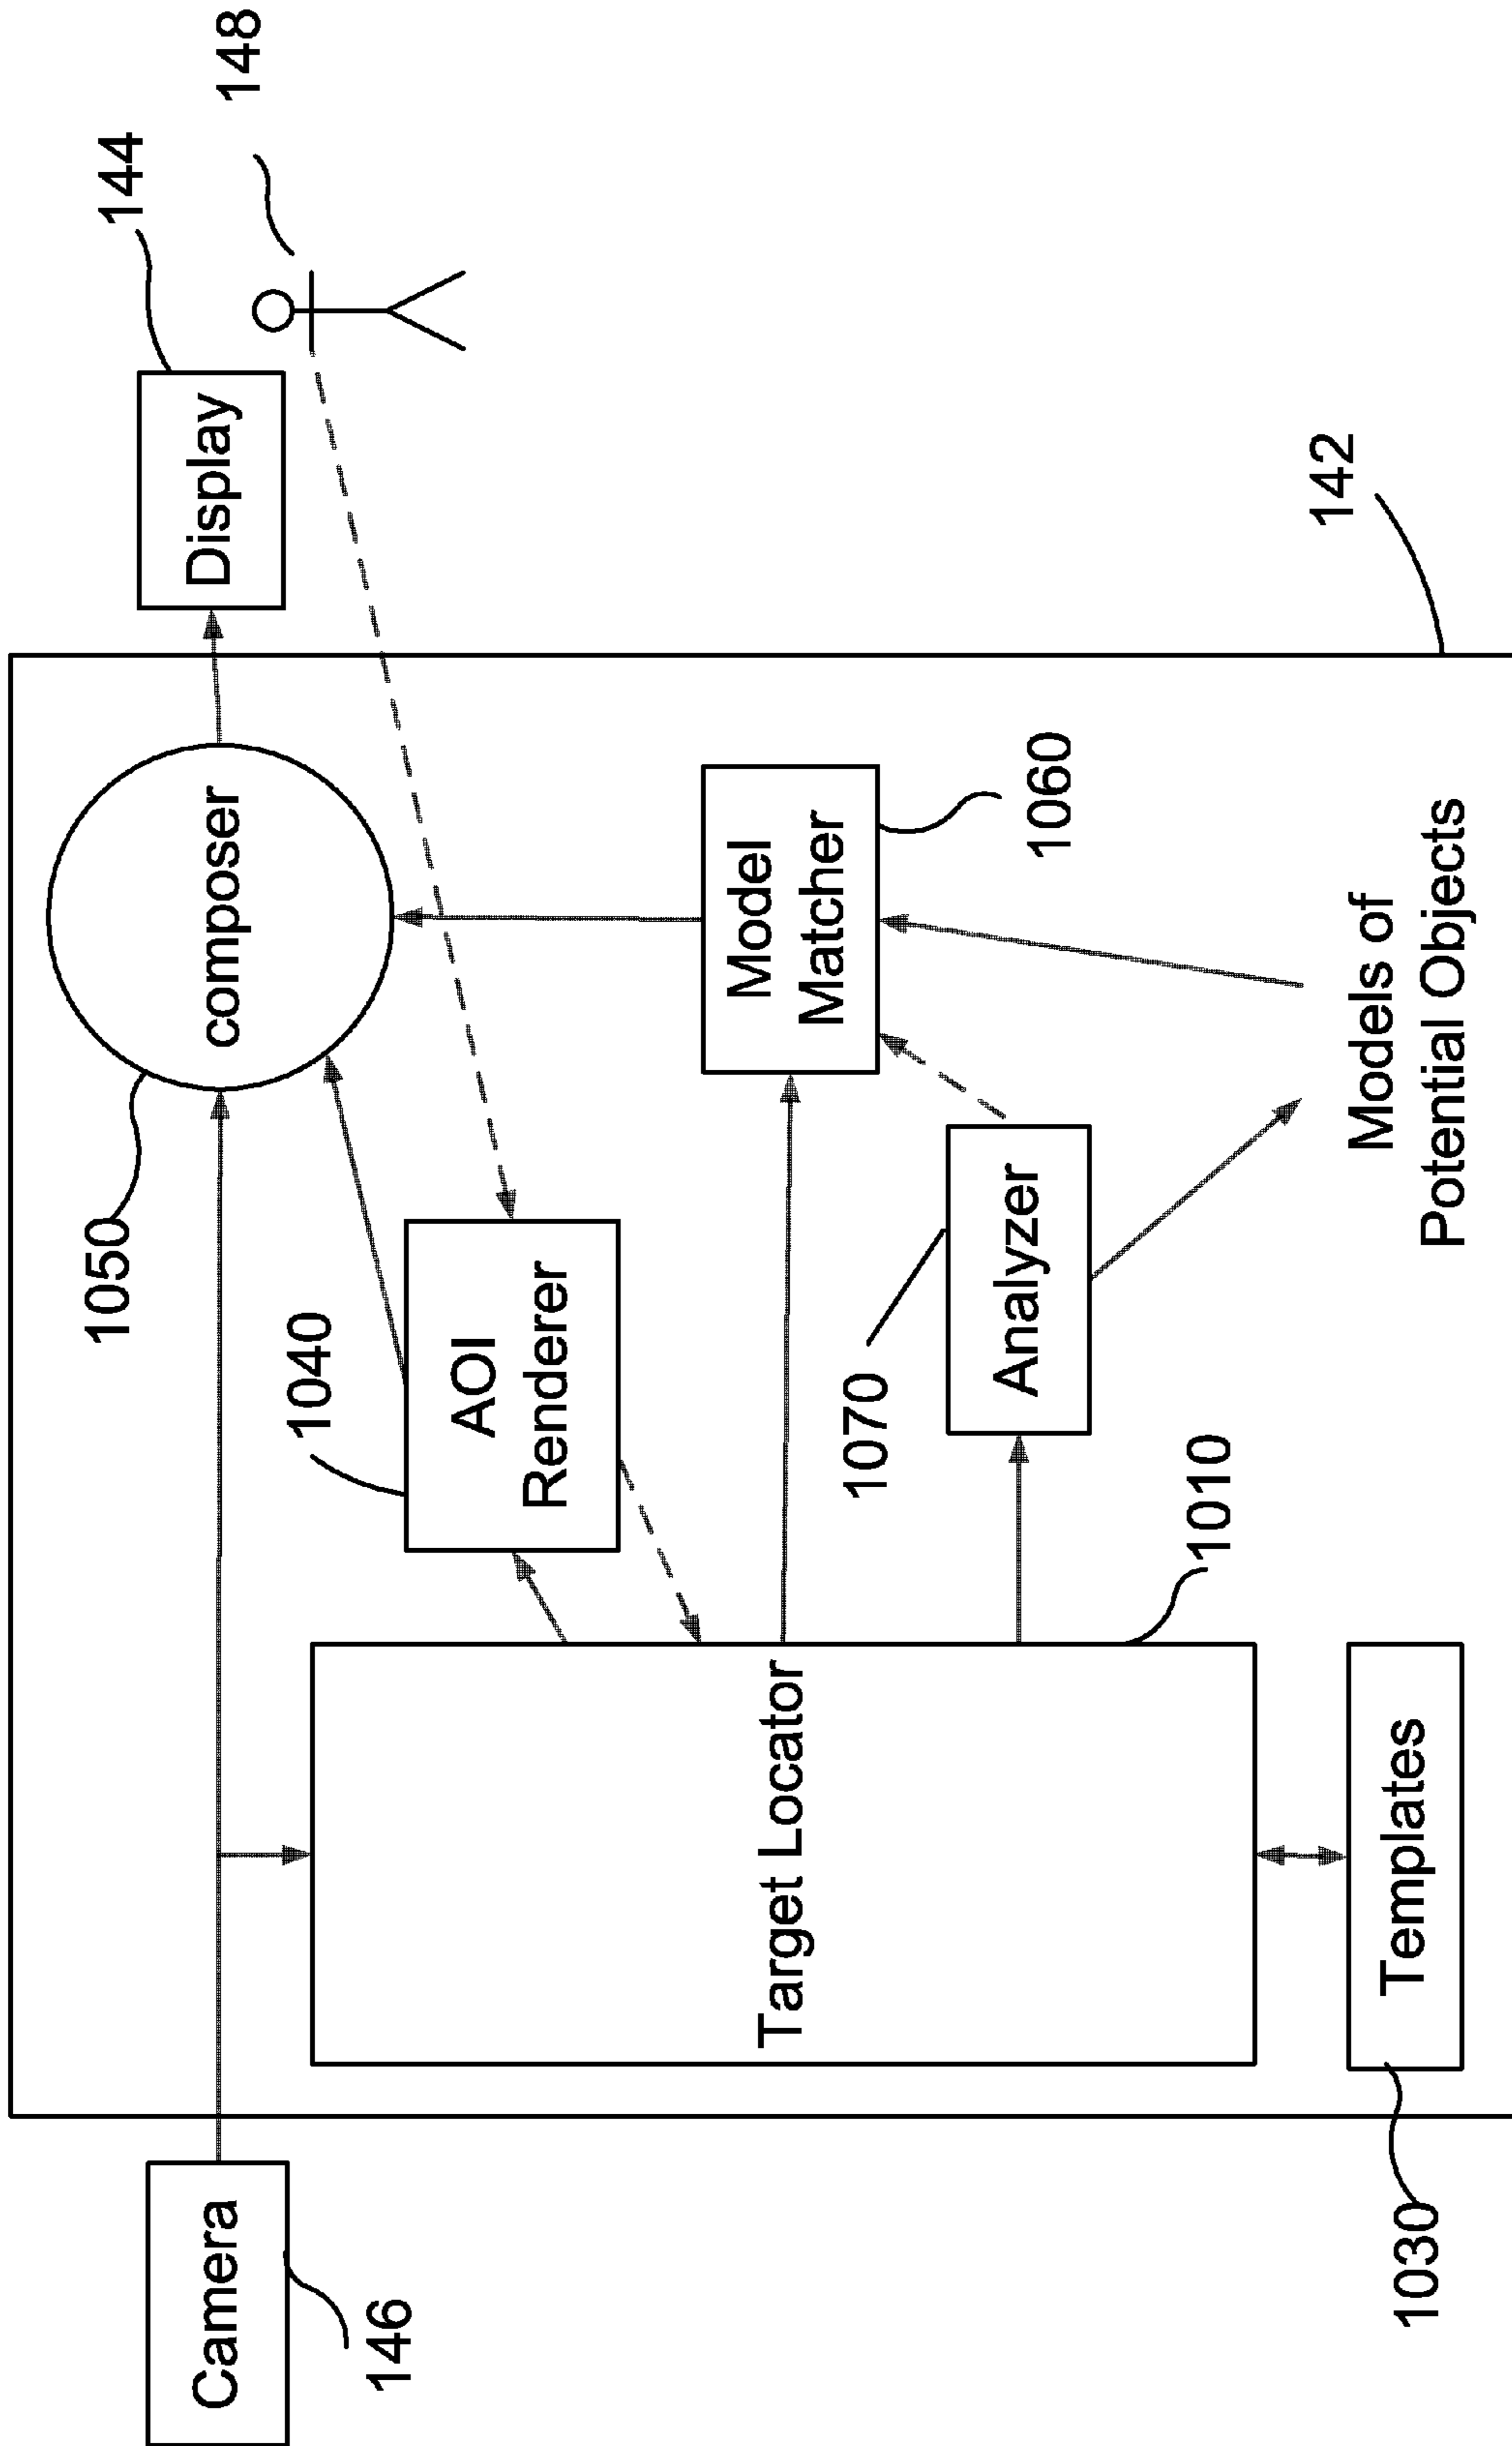 Camera
146
Display
144
148
composer
1050
AOI
Renderer
1040
Target Locator
1010
Model
Matcher
1060
Analyzer
1070
Templates
1030
Models of
Potential Objects
142